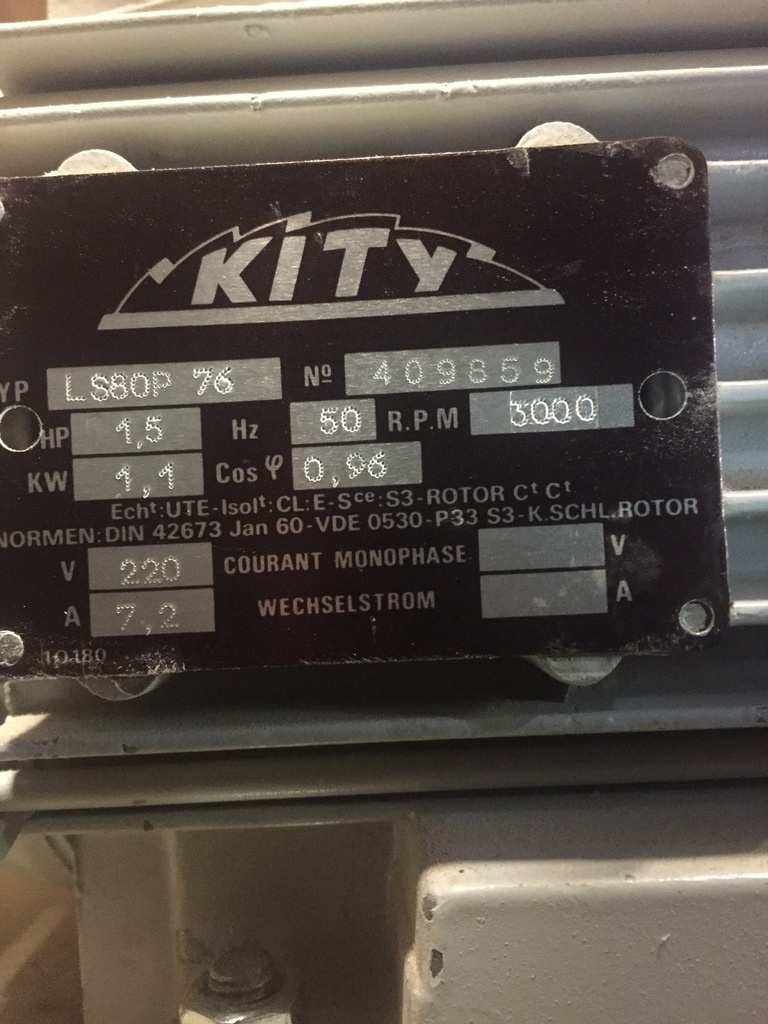 KITY
YP LS80P 76 Nº 409859
HP 1,5 Hz 50 R.P.M 3000
KW 1,1 Cos φ 0,96
Echt:UTE-Isolt:CL:E-Sce:S3-ROTOR Ct Ct
NORMEN:DIN 42673 Jan 60-VDE 0530-P33 S3-K.SCHL.ROTOR
V 220 COURANT MONOPHASE V
A 7,2 WECHSELSTROM A
10.180